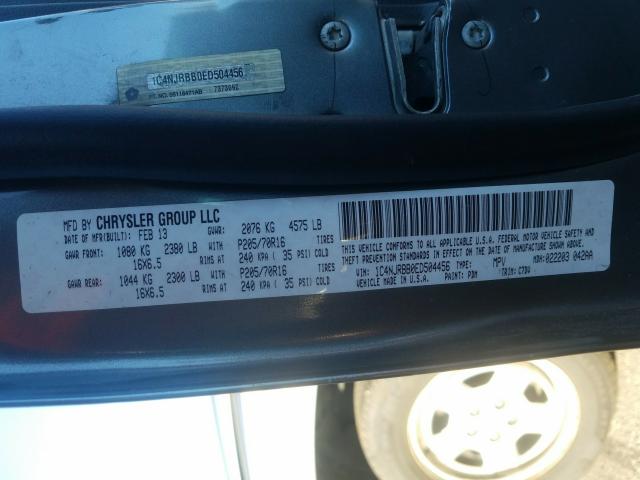 1C4NJRBB0ED504456
PT. NO. 55116421AB 7373052
MFD BY CHRYSLER GROUP LLC
DATE OF MFR(BUILT): FEB 13 GVWR: 2076 KG 4575 LB
GAWR FRONT: 1080 KG 2380 LB WITH P205/70R16 TIRES
16X6.5 RIMS AT 240 KPA ( 35 PSI) COLD
GAWR REAR: 1044 KG 2300 LB WITH P205/70R16 TIRES
16X6.5 RIMS AT 240 KPA ( 35 PSI) COLD
THIS VEHICLE CONFORMS TO ALL APPLICABLE U.S.A. FEDERAL MOTOR VEHICLE SAFETY AND
THEFT PREVENTION STANDARDS IN EFFECT ON THE DATE OF MANUFACTURE SHOWN ABOVE.
VIN: 1C4NJRBB0ED504456 TYPE: MPV MDH: 022203 042AA
VEHICLE MADE IN U.S.A. PAINT: PDM TRIM: C7DV